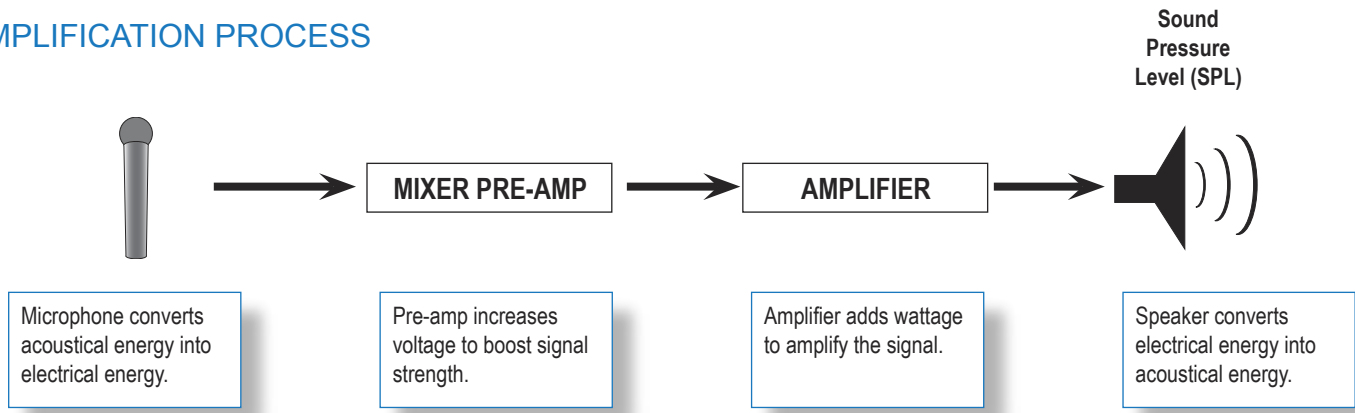 MPLIFICATION PROCESS
Sound
Pressure
Level (SPL)
MIXER PRE-AMP
AMPLIFIER
Microphone converts
acoustical energy into
electrical energy.
Pre-amp increases
voltage to boost signal
strength.
Amplifier adds wattage
to amplify the signal.
Speaker converts
electrical energy into
acoustical energy.